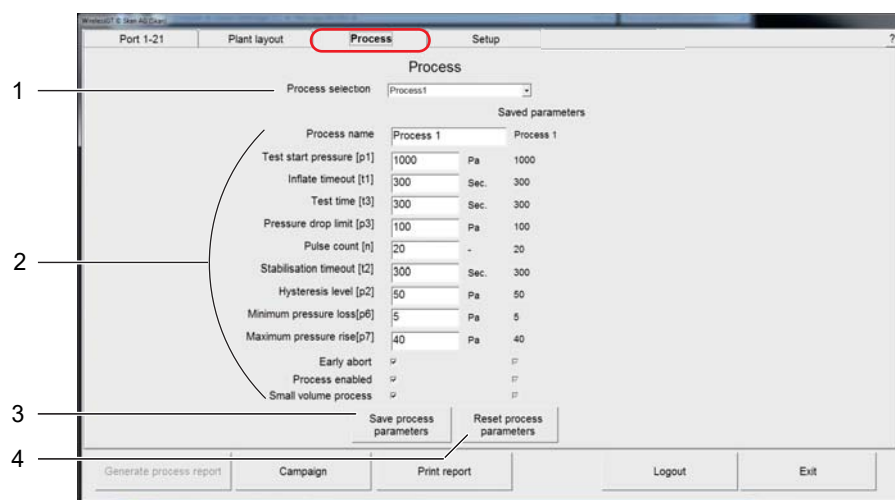 WirelessGT © Skan AG (Skan)
Port 1-21 Plant layout Process Setup ?
Process
1 Process selection Process1
Saved parameters
Process name Process 1 Process 1
Test start pressure [p1] 1000 Pa 1000
Inflate timeout [t1] 300 Sec. 300
Test time [t3] 300 Sec. 300
Pressure drop limit [p3] 100 Pa 100
Pulse count [n] 20 - 20
2 Stabilisation timeout [t2] 300 Sec. 300
Hysteresis level [p2] 50 Pa 50
Minimum pressure loss[p6] 5 Pa 5
Maximum pressure rise[p7] 40 Pa 40
Early abort
Process enabled
Small volume process
3 Save process parameters Reset process parameters
4
Generate process report Campaign Print report Logout Exit